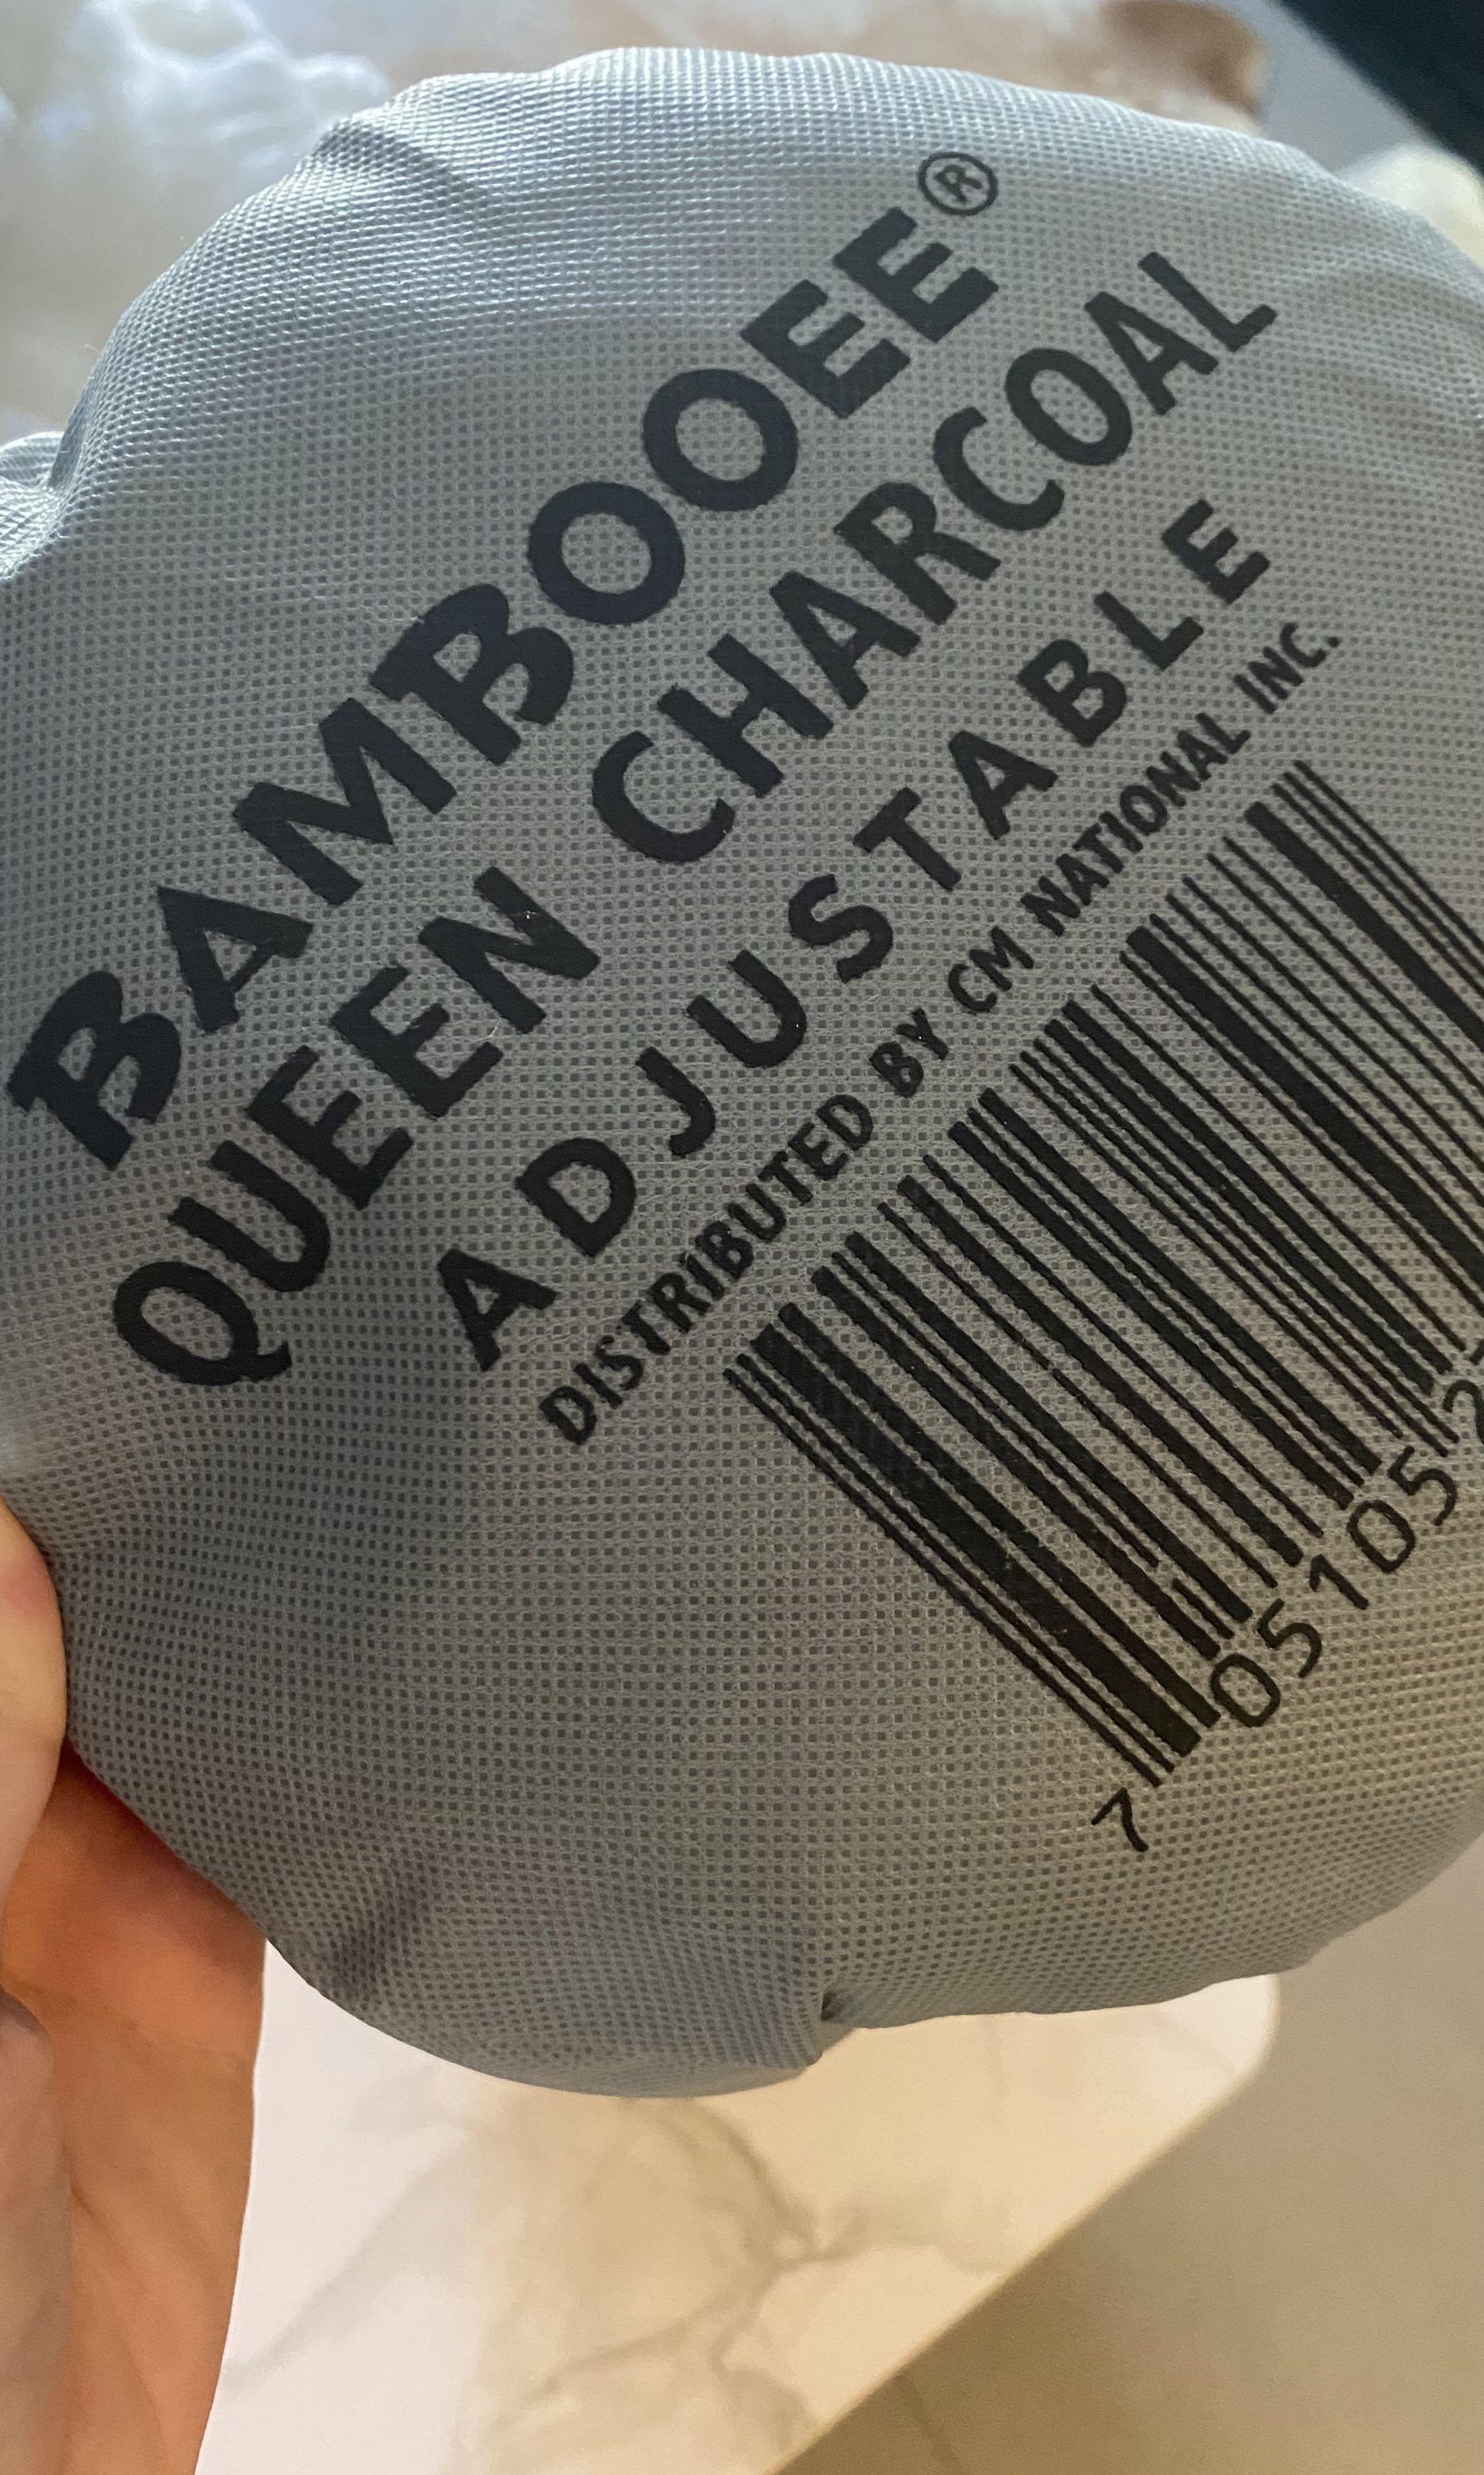 BAMBOOEE®
QUEEN CHARCOAL
ADJUSTABLE
DISTRIBUTED BY CM NATIONAL INC.
7 05105